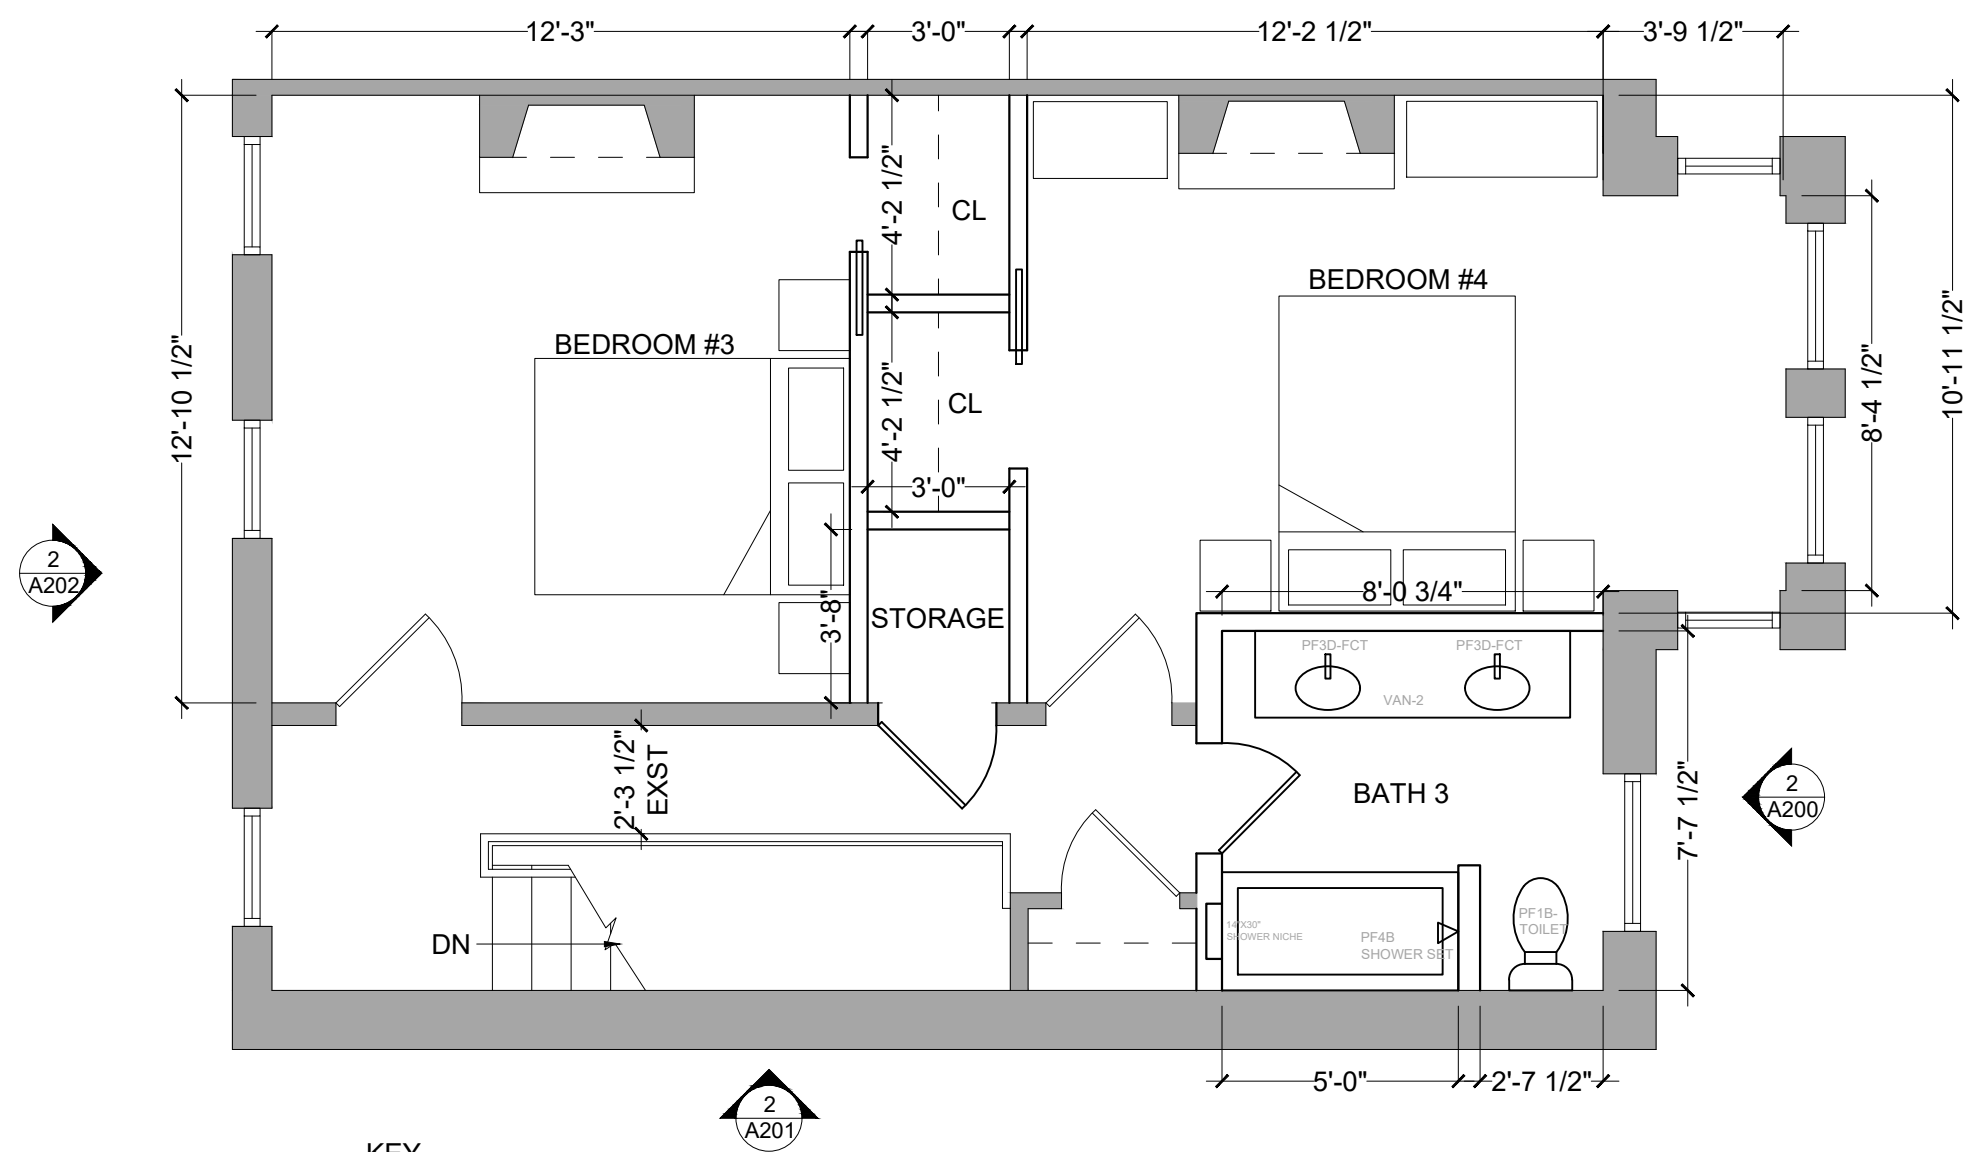 12'-3"
3'-0"
12'-2 1/2"
3'-9 1/2"
4'-2 1/2"
CL
BEDROOM #4
BEDROOM #3
12'-10 1/2"
4'-2 1/2"
CL
8'-4 1/2"
10'-11 1/2"
3'-0"
2
A202
3'-8"
STORAGE
8'-0 3/4"
PF3D-FCT
PF3D-FCT
VAN-2
2'-3 1/2"
EXST
BATH 3
7'-7 1/2"
2
A200
DN
14"X30"
SHOWER NICHE
PF4B
SHOWER SET
PF1B-
TOILET
5'-0"
2'-7 1/2"
2
A201
KEY